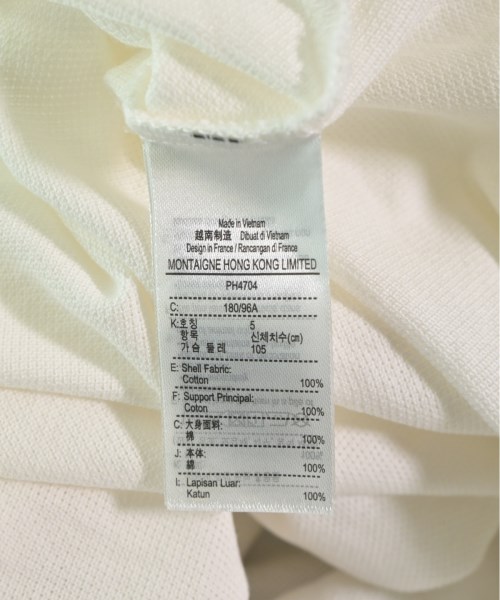 Made in Vietnam
越南制造 Dibuat di Vietnam
Design in France / Rancangan di France
MONTAIGNE HONG KONG LIMITED
PH4704
C: 180/96A
K:호칭 5
항목 신체치수(cm)
가슴 둘레 105
E: Shell Fabric:
Cotton 100%
F: Support Principal:
Coton 100%
C: 大身面料:
棉 100%
J: 本体:
綿 100%
I: Lapisan Luar:
Katun 100%